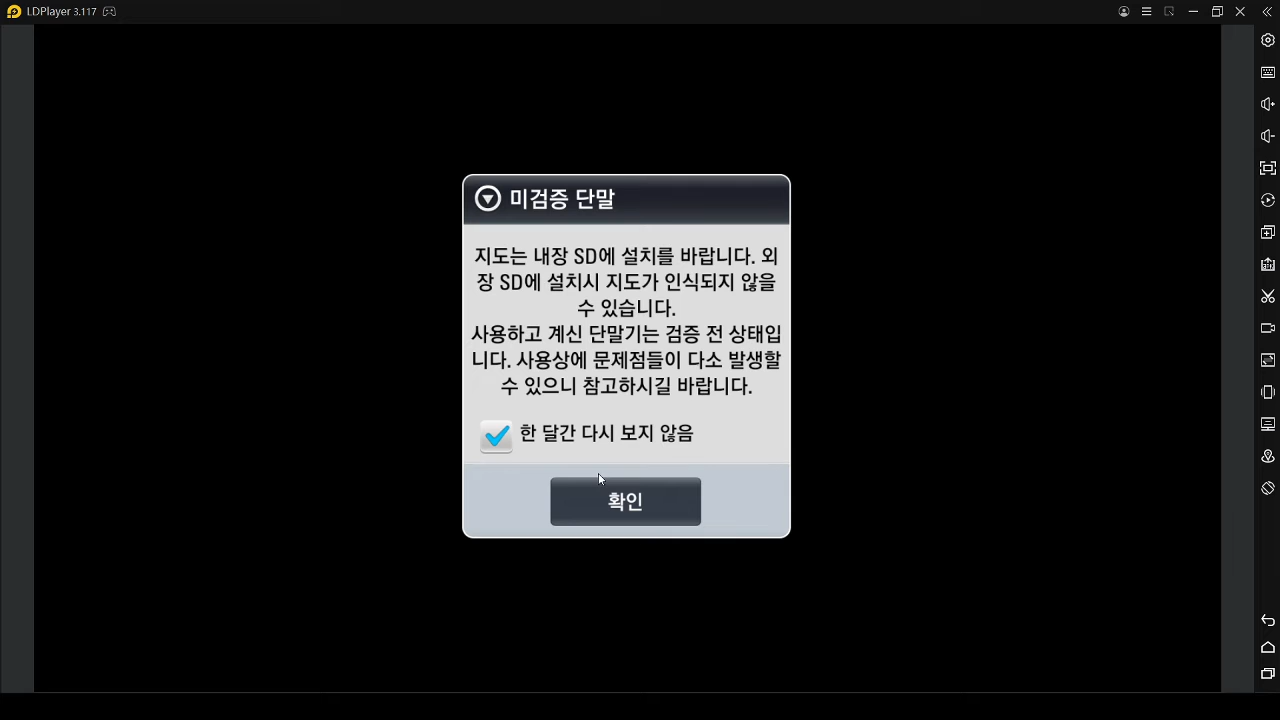 LDPlayer 3.117
미검증 단말
지도는 내장 SD에 설치를 바랍니다. 외
장 SD에 설치시 지도가 인식되지 않을
수 있습니다.
사용하고 계신 단말기는 검증 전 상태입
니다. 사용상에 문제점들이 다소 발생할
수 있으니 참고하시길 바랍니다.
한 달간 다시 보지 않음
확인